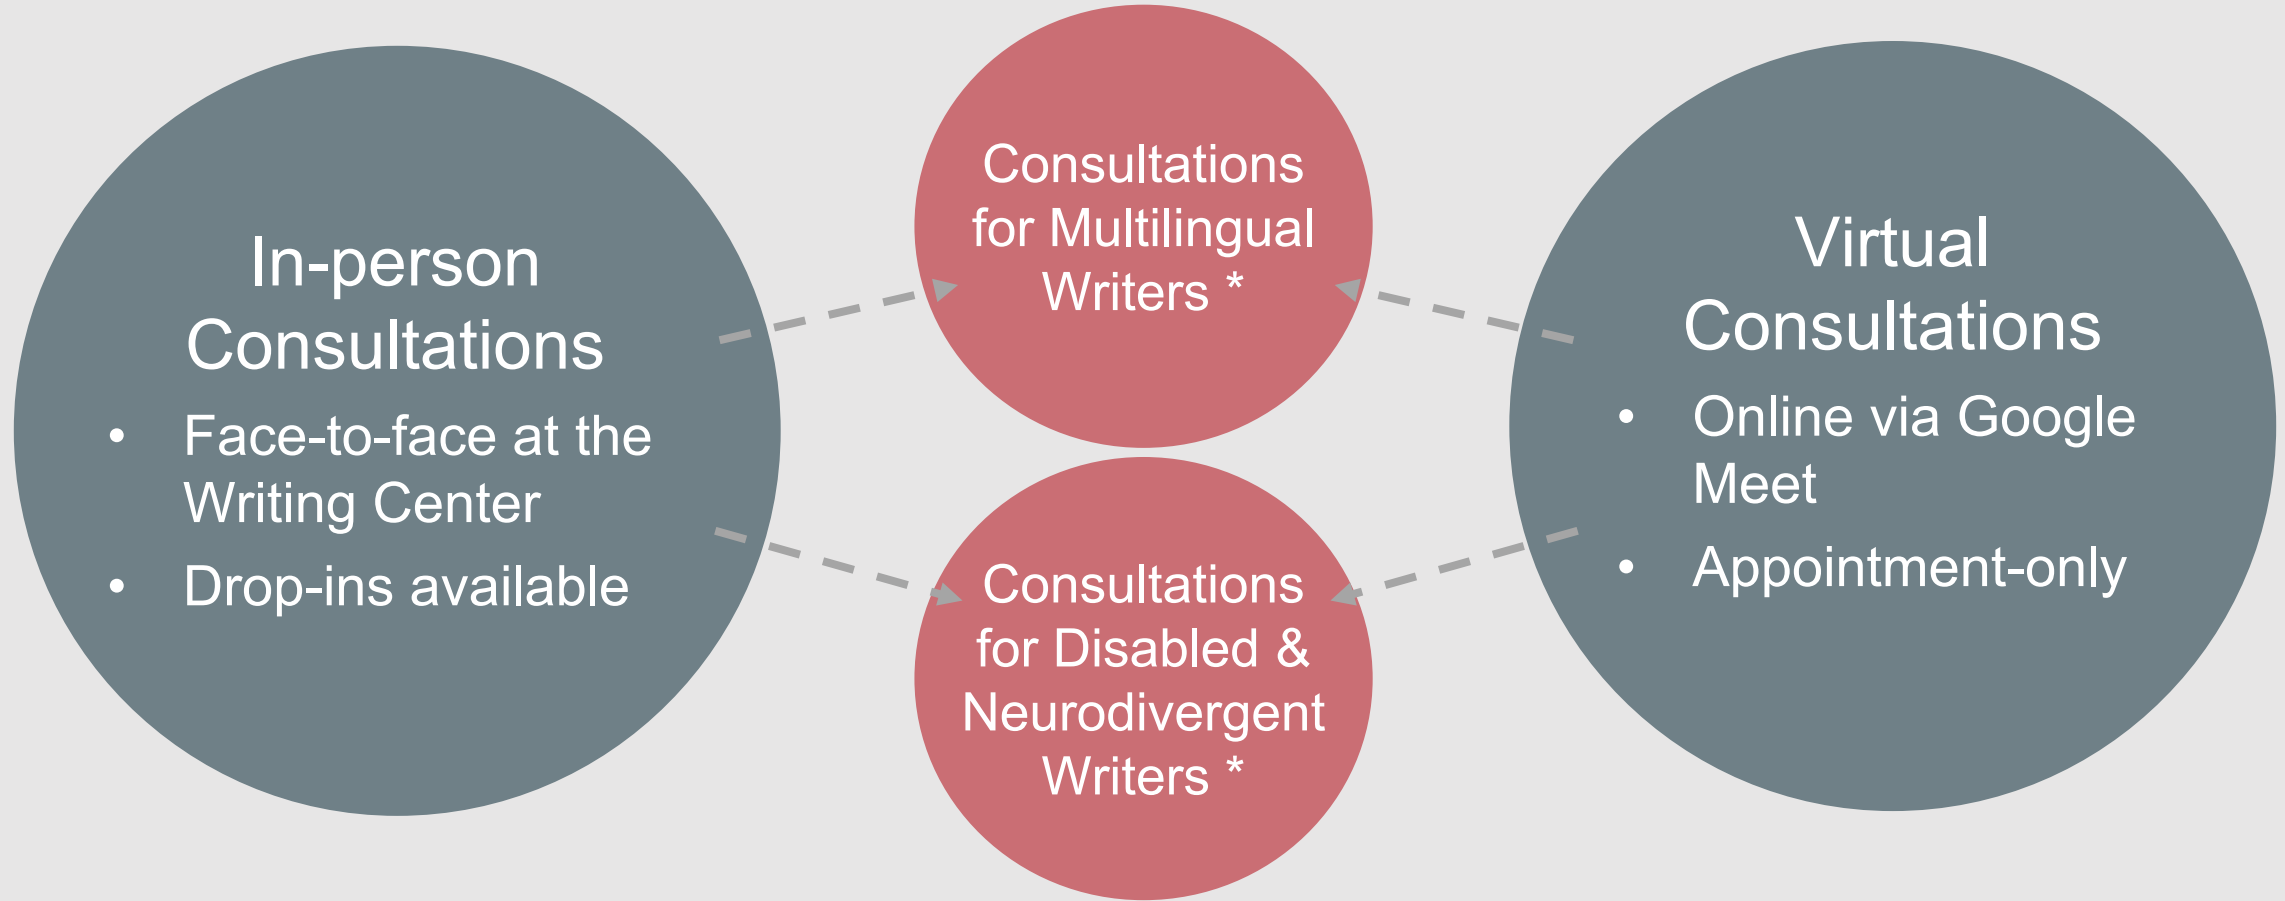 In-person
Consultations
• Face-to-face at the
Writing Center
• Drop-ins available
Consultations
for Multilingual
Writers *
Consultations
for Disabled &
Neurodivergent
Writers *
Virtual
Consultations
• Online via Google
Meet
• Appointment-only